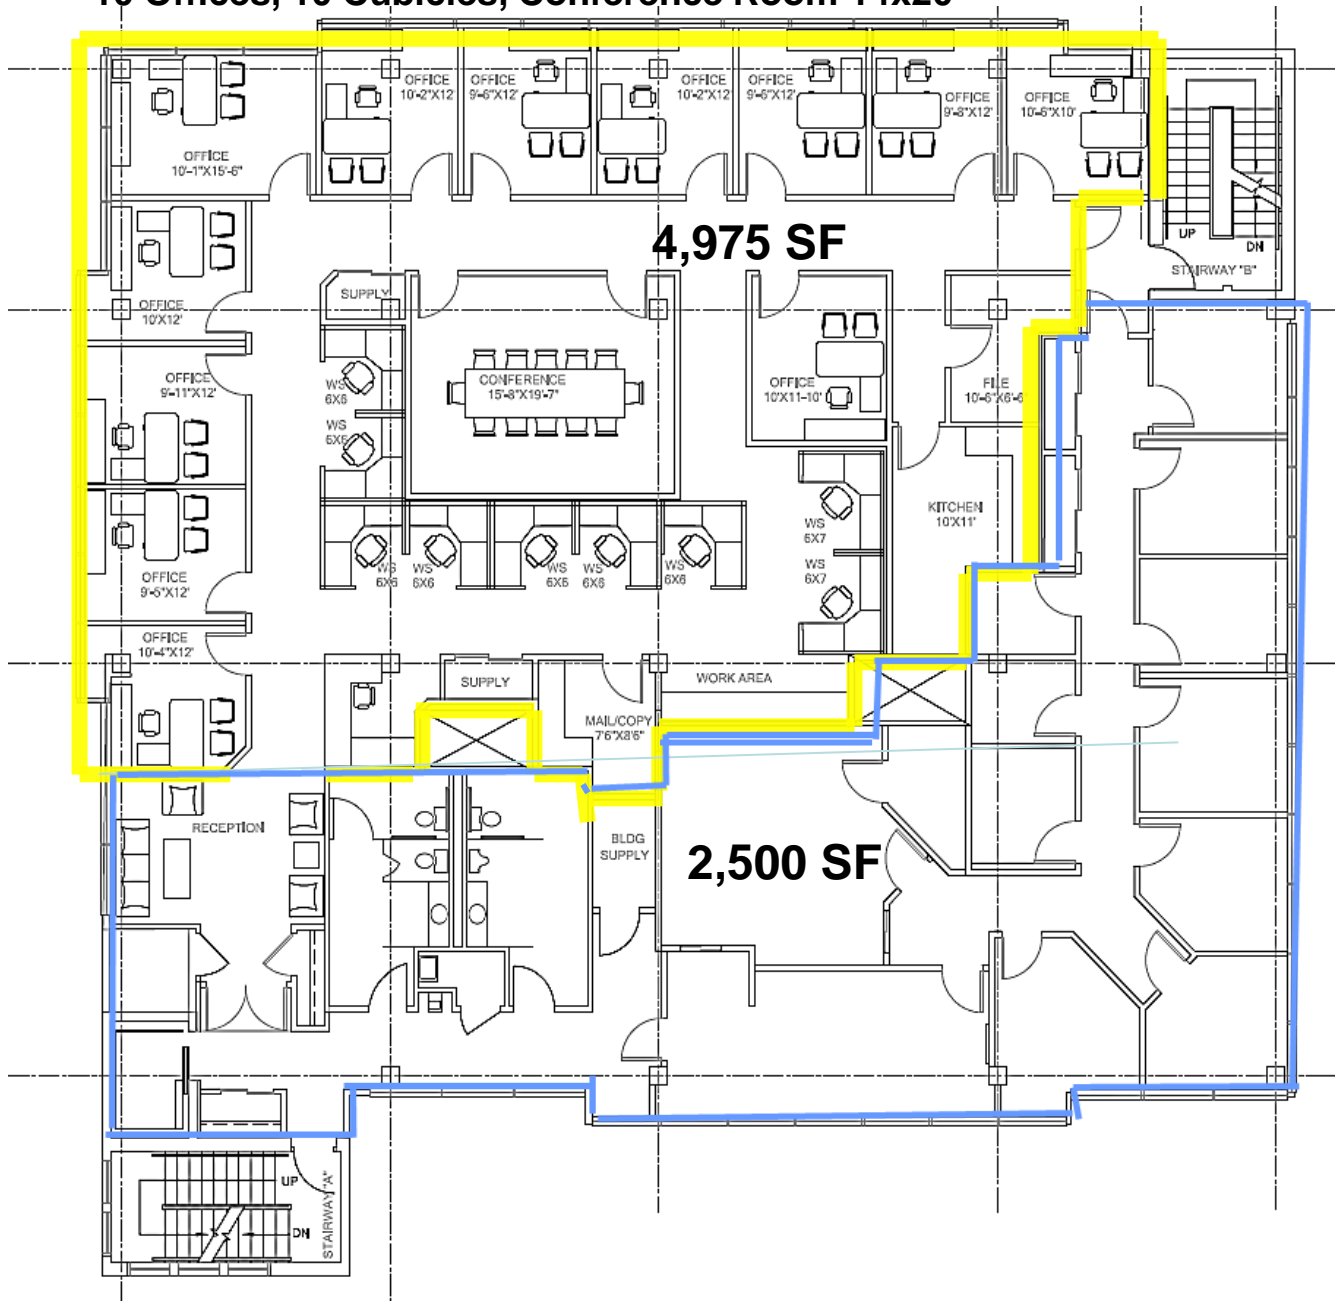 OFFICE
10'-2"X12'
OFFICE
9'-6"X12'
OFFICE
10'-2"X12'
OFFICE
9'-6"X12'
OFFICE
9'-8"X12'
OFFICE
10'-6"X10'
OFFICE
10'-1"X15'-6"
4,975 SF
UP
DN
STAIRWAY "B"
SUPPLY
OFFICE
10'X12'
OFFICE
9'-11"X12'
WS
6X6
WS
6X6
CONFERENCE
15'-8"X19'-7"
OFFICE
10'X11'-10'
FILE
10'-6"X6'-6"
KITCHEN
10'X11'
WS
6X7
WS
6X7
WS
6X6
WS
6X6
WS
6X6
WS
6X6
WS
6X6
OFFICE
9'-5"X12'
OFFICE
10'-4"X12'
SUPPLY
WORK AREA
MAIL/COPY
7'6"X8'6"
RECEPTION
BLDG
SUPPLY
2,500 SF
UP
DN
STAIRWAY "A"